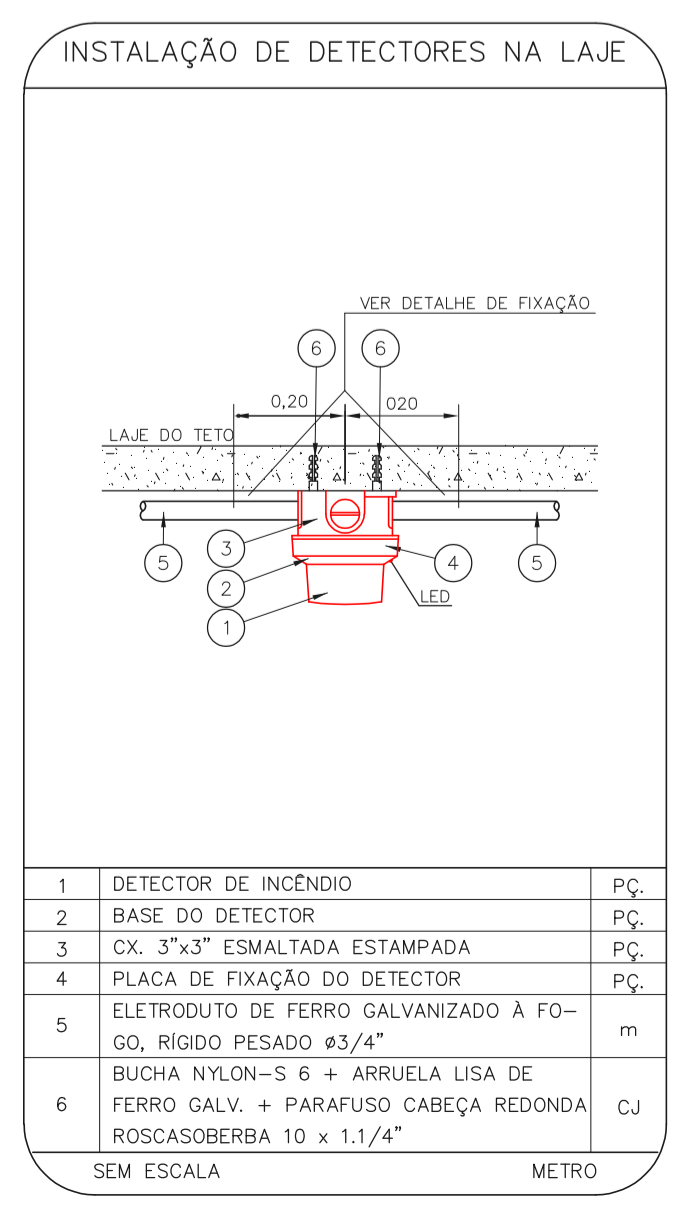 INSTALAÇÃO DE DETECTORES NA LAJE
VER DETALHE DE FIXAÇÃO
6
6
0,20
020
LAJE DO TETO
5
3
4
5
2
LED
1
1 DETECTOR DE INCÊNDIO PÇ.
2 BASE DO DETECTOR PÇ.
3 CX. 3”x3” ESMALTADA ESTAMPADA PÇ.
4 PLACA DE FIXAÇÃO DO DETECTOR PÇ.
5 ELETRODUTO DE FERRO GALVANIZADO À FO-
GO, RÍGIDO PESADO ø3/4” m
BUCHA NYLON-S 6 + ARRUELA LISA DE
6 FERRO GALV. + PARAFUSO CABEÇA REDONDA CJ
ROSCASOBERBA 10 x 1.1/4”
SEM ESCALA METRO